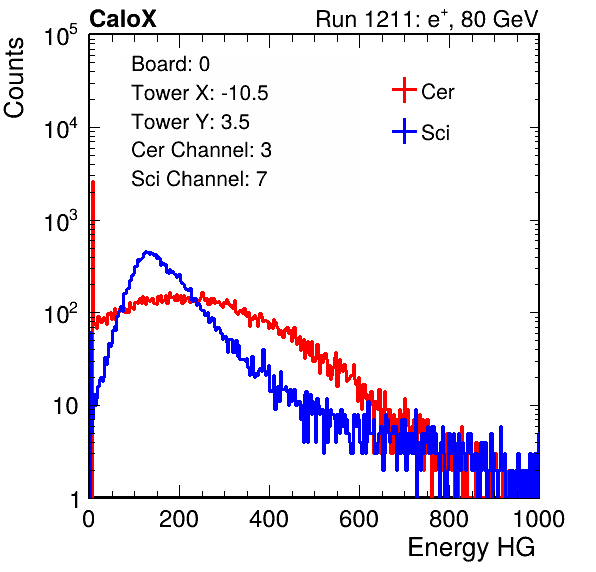 CaloX Run 1211: e⁺, 80 GeV
Counts
Board: 0
Tower X: -10.5
Tower Y: 3.5
Cer Channel: 3
Sci Channel: 7
Cer
Sci
10⁵
10⁴
10³
10²
10
1
0 200 400 600 800 1000
Energy HG